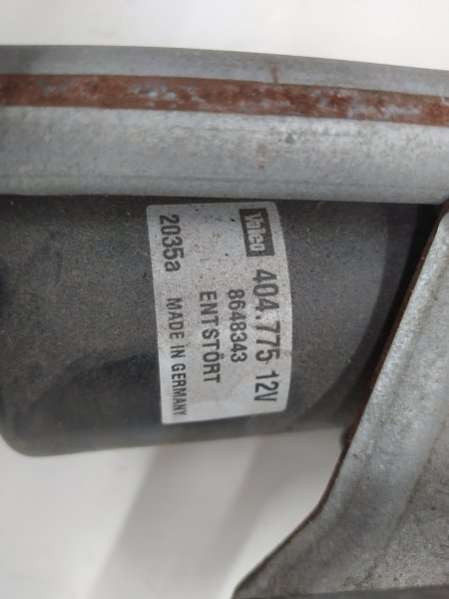 Valeo 404.775 12V
8648343
ENTSTÖRT
2035a MADE IN GERMANY